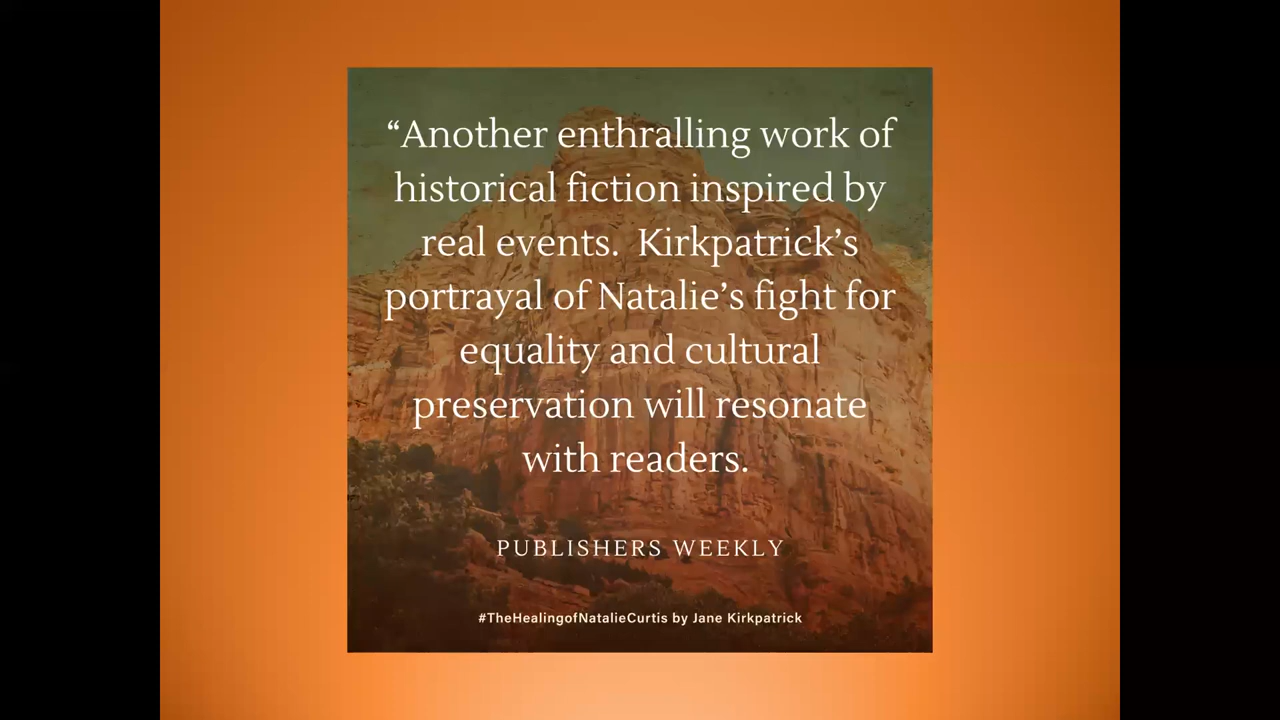 “Another enthralling work of
historical fiction inspired by
real events.  Kirkpatrick’s
portrayal of Natalie’s fight for
equality and cultural
preservation will resonate
with readers.
PUBLISHERS WEEKLY
#TheHealingofNatalieCurtis by Jane Kirkpatrick